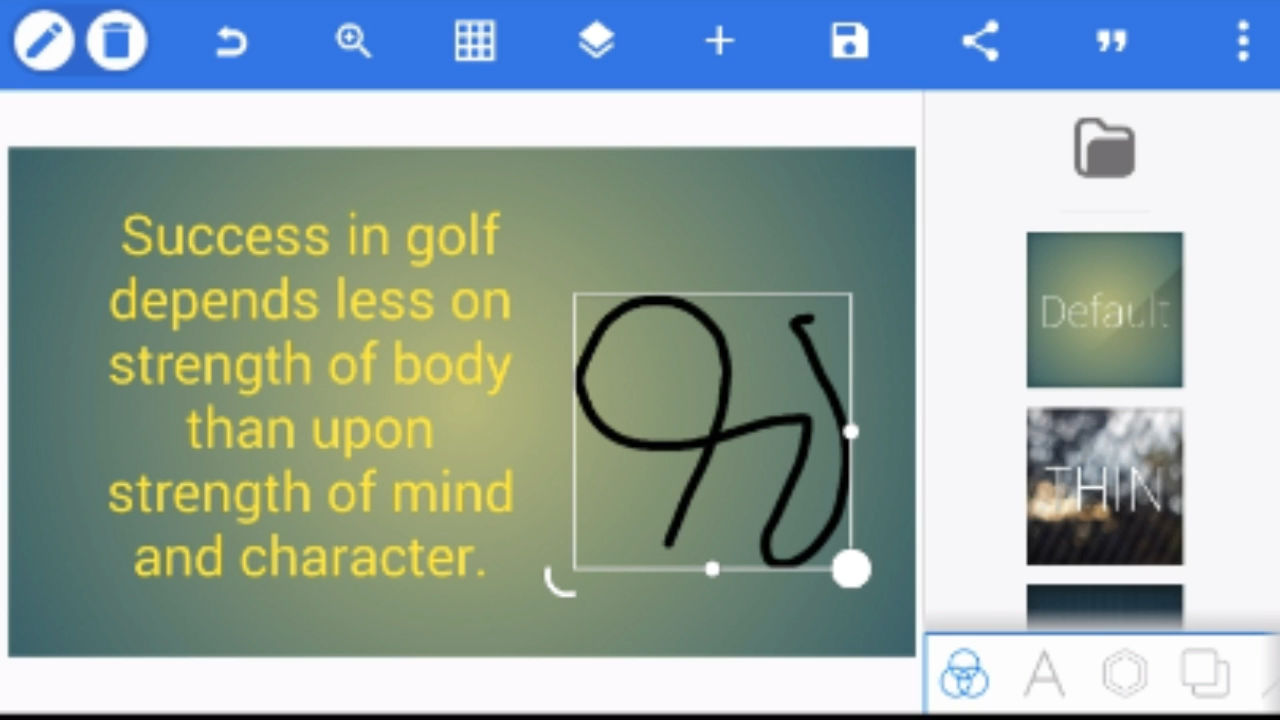 Success in golf
depends less on
strength of body
than upon
strength of mind
and character.
Default
THIN